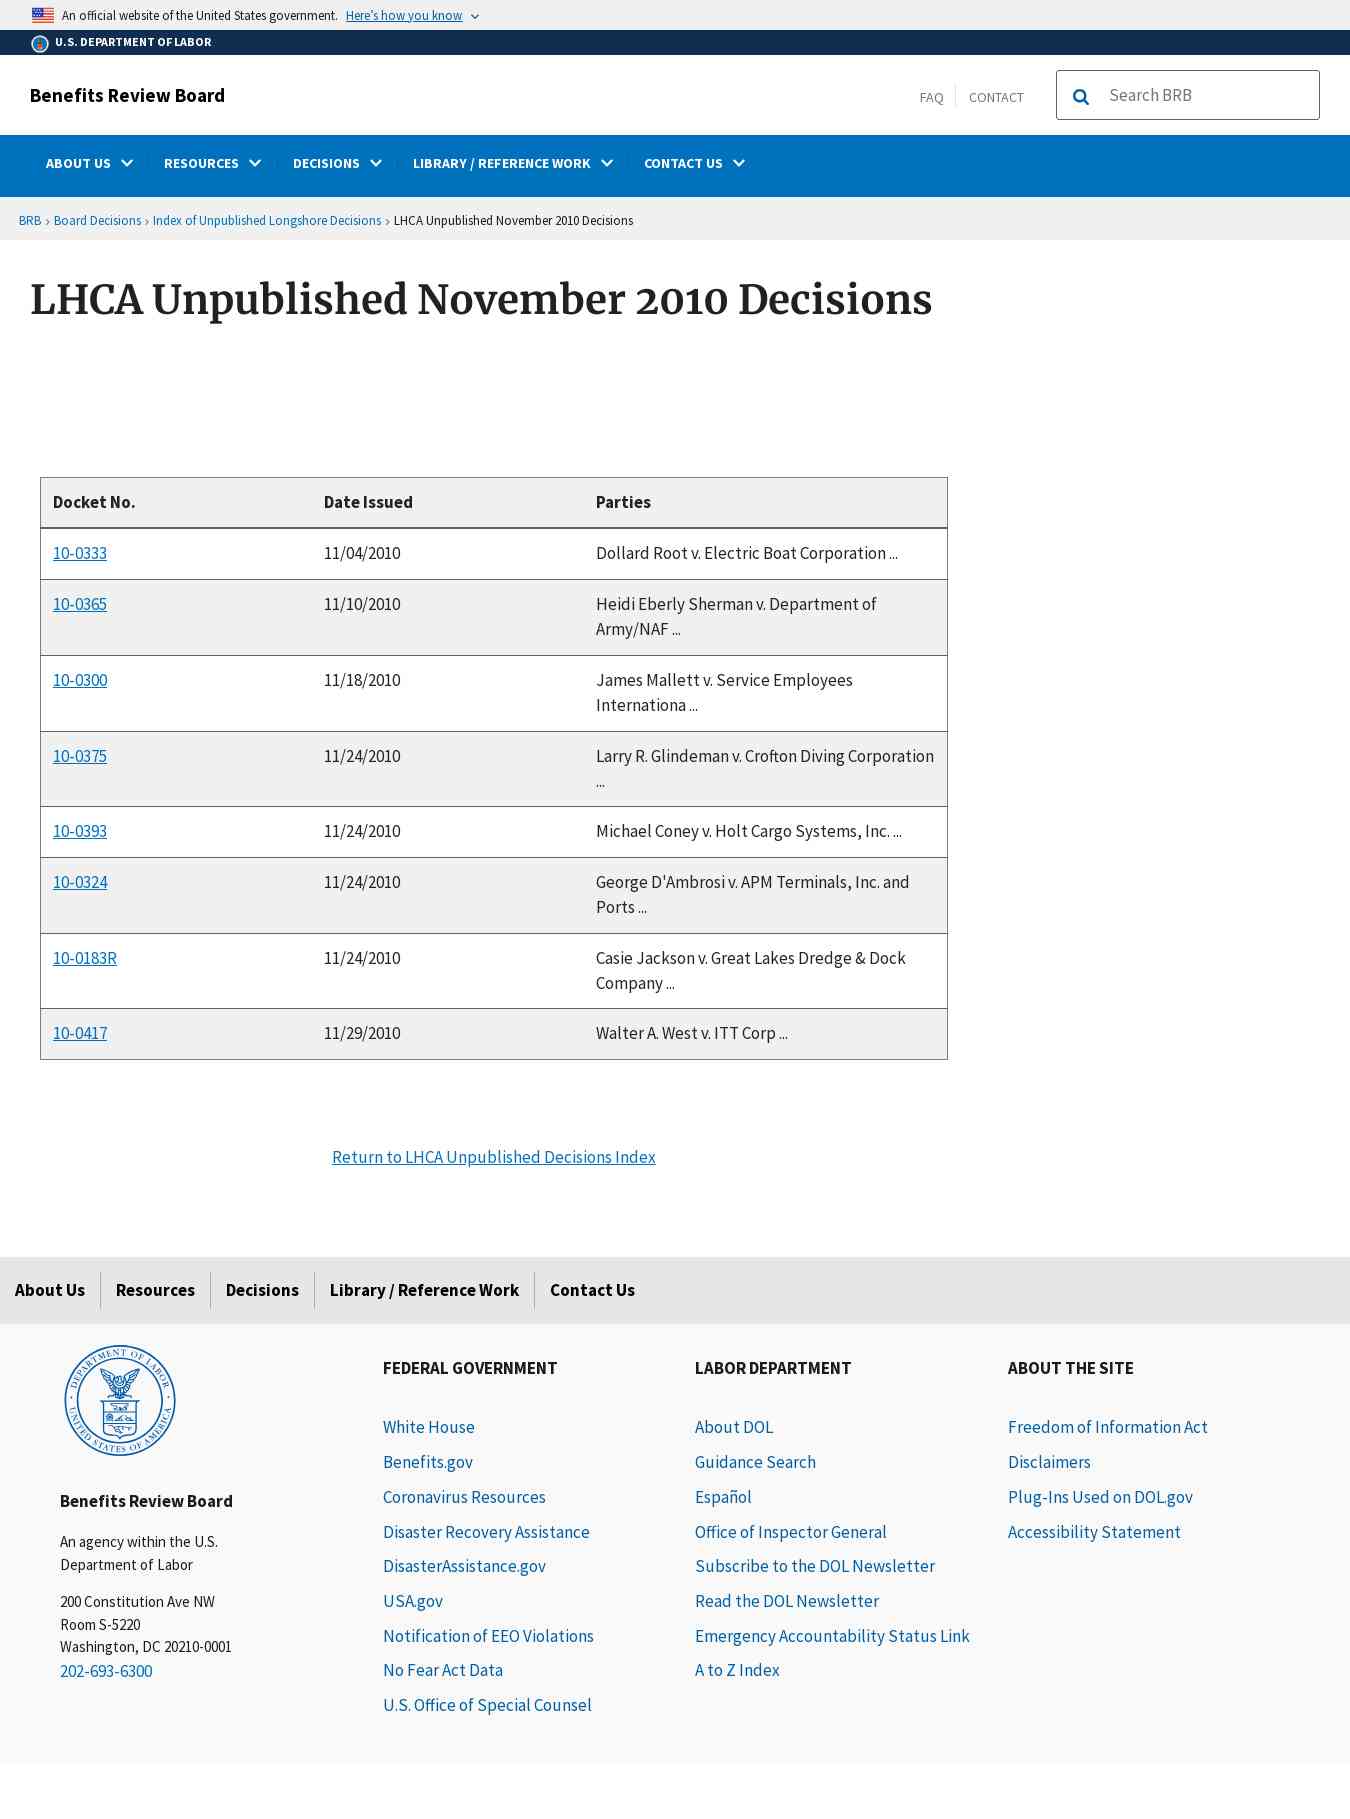 An official website of the United States government. Here's how you know
U.S. DEPARTMENT OF LABOR
Benefits Review Board
FAQ
CONTACT
Search BRB
ABOUT US
RESOURCES
DECISIONS
LIBRARY / REFERENCE WORK
CONTACT US
BRB › Board Decisions › Index of Unpublished Longshore Decisions › LHCA Unpublished November 2010 Decisions
LHCA Unpublished November 2010 Decisions
Docket No. Date Issued Parties
10-0333 11/04/2010 Dollard Root v. Electric Boat Corporation ...
10-0365 11/10/2010 Heidi Eberly Sherman v. Department of
Army/NAF ...
10-0300 11/18/2010 James Mallett v. Service Employees
Internationa ...
10-0375 11/24/2010 Larry R. Glindeman v. Crofton Diving Corporation
...
10-0393 11/24/2010 Michael Coney v. Holt Cargo Systems, Inc. ...
10-0324 11/24/2010 George D'Ambrosi v. APM Terminals, Inc. and
Ports ...
10-0183R 11/24/2010 Casie Jackson v. Great Lakes Dredge & Dock
Company ...
10-0417 11/29/2010 Walter A. West v. ITT Corp ...
Return to LHCA Unpublished Decisions Index
About Us
Resources
Decisions
Library / Reference Work
Contact Us
DEPARTMENT OF LABOR
UNITED STATES OF AMERICA
Benefits Review Board
An agency within the U.S.
Department of Labor
200 Constitution Ave NW
Room S-5220
Washington, DC 20210-0001
202-693-6300
FEDERAL GOVERNMENT
White House
Benefits.gov
Coronavirus Resources
Disaster Recovery Assistance
DisasterAssistance.gov
USA.gov
Notification of EEO Violations
No Fear Act Data
U.S. Office of Special Counsel
LABOR DEPARTMENT
About DOL
Guidance Search
Español
Office of Inspector General
Subscribe to the DOL Newsletter
Read the DOL Newsletter
Emergency Accountability Status Link
A to Z Index
ABOUT THE SITE
Freedom of Information Act
Disclaimers
Plug-Ins Used on DOL.gov
Accessibility Statement